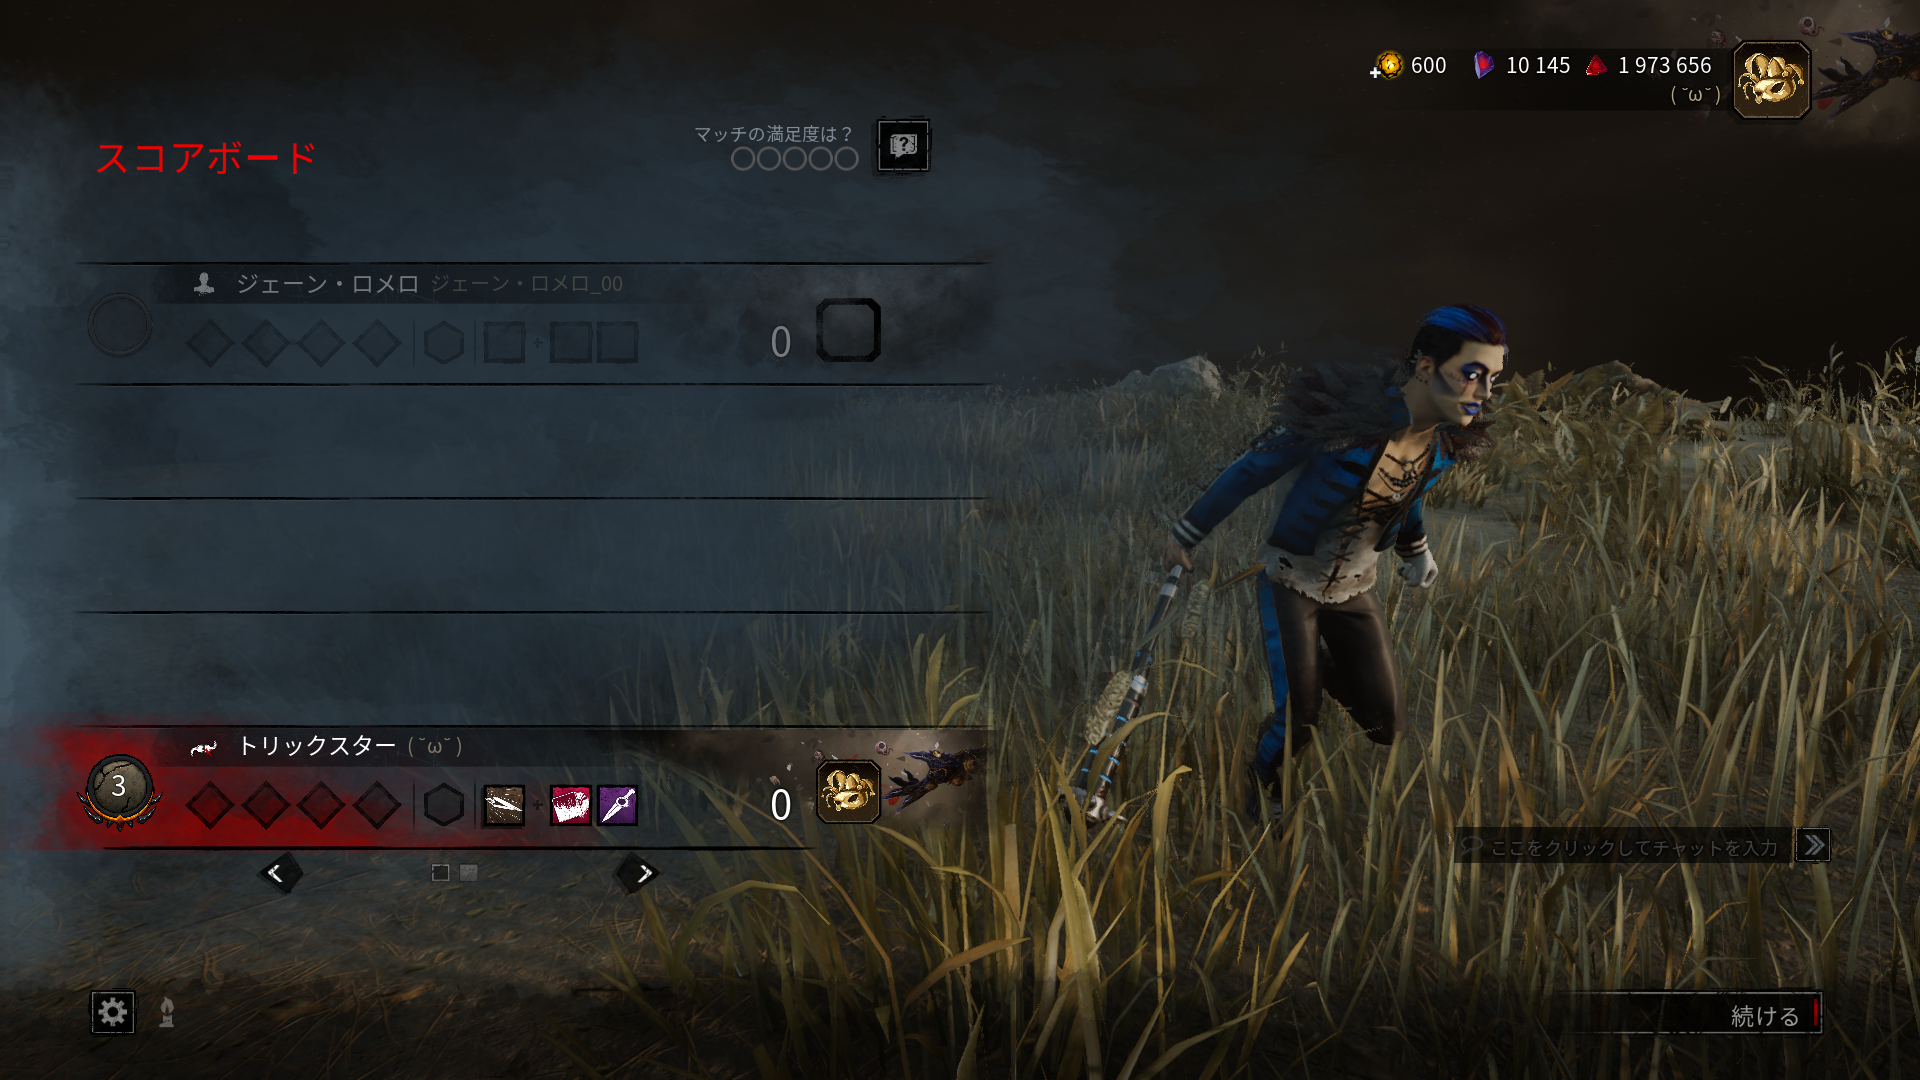 600 10 145 1 973 656
( ˘ω˘ )
スコアボード
マッチの満足度は？
ジェーン・ロメロ ジェーン・ロメロ_00
0
トリックスター ( ˘ω˘ )
3
0
ここをクリックしてチャットを入力
続ける